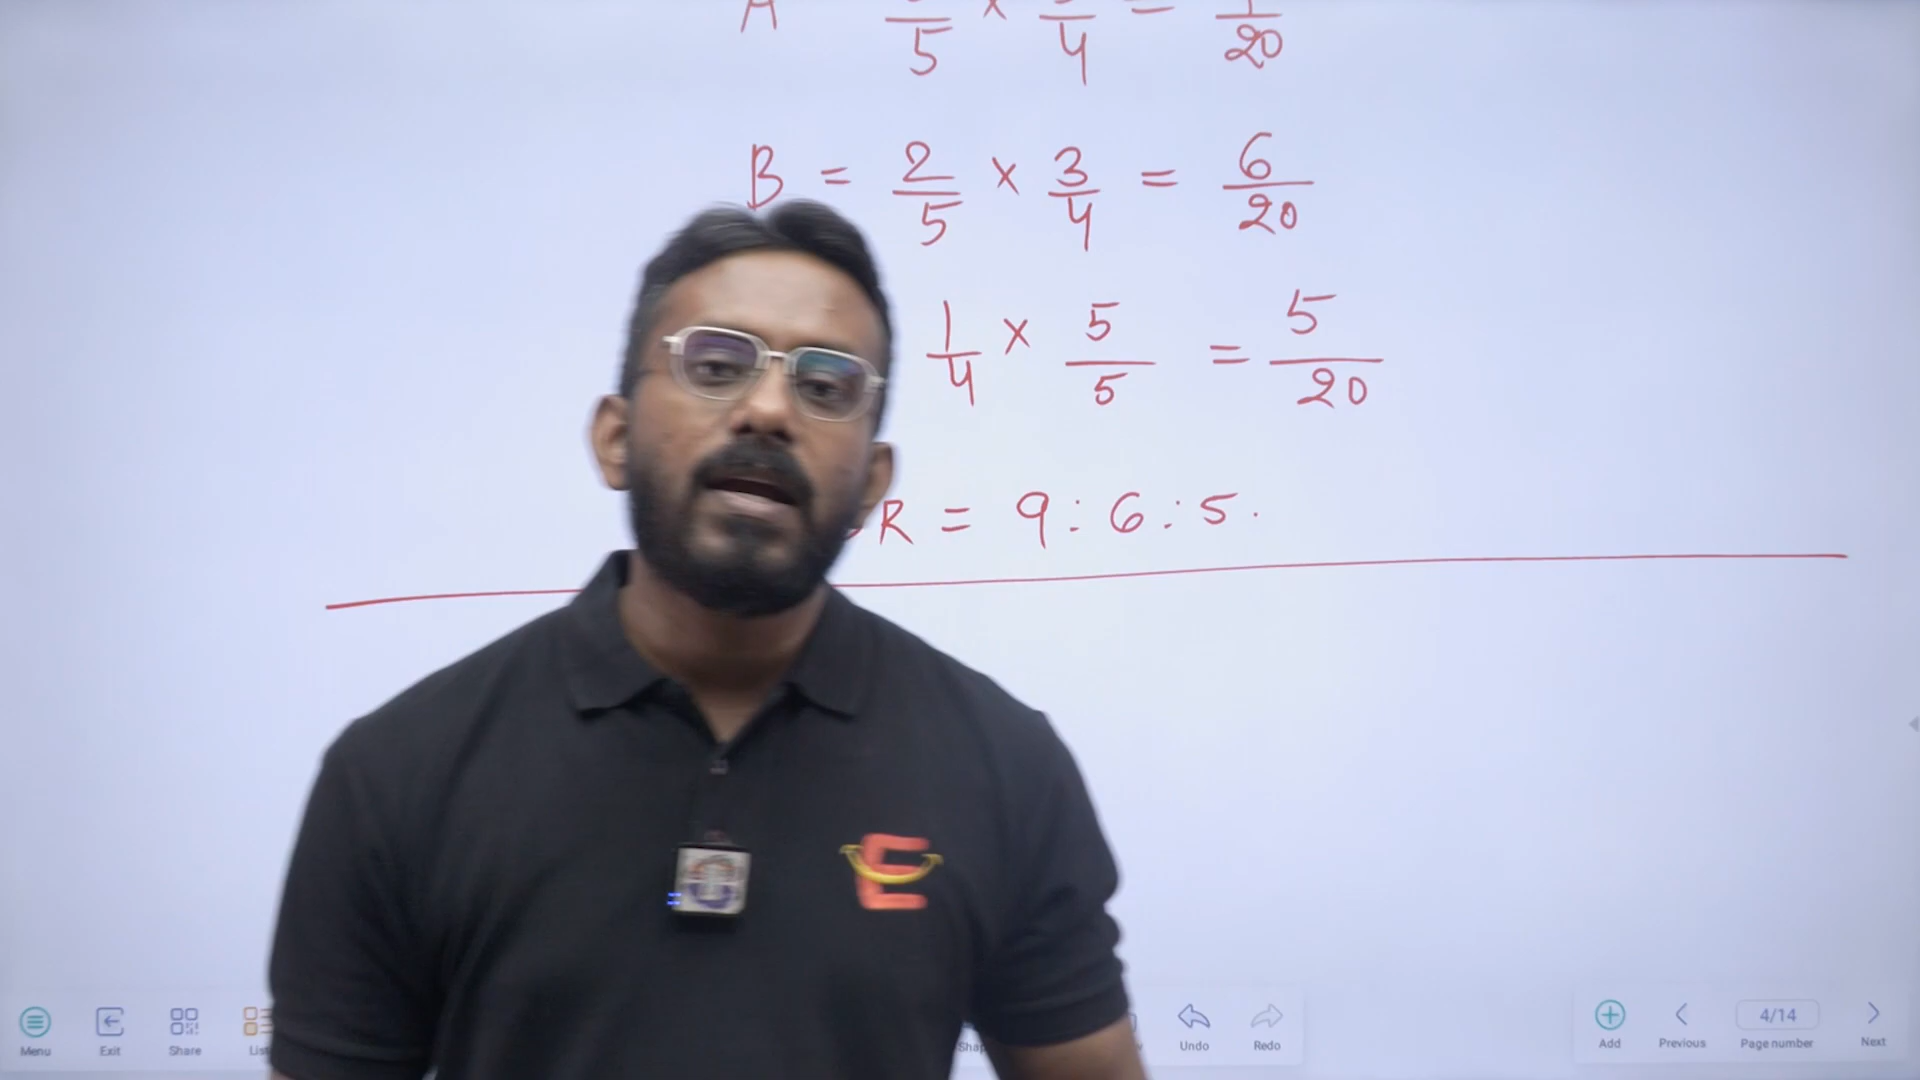 A
5 × 4 = 20
B = 2/5 × 3/4 = 6/20
1/4 × 5/5 = 5/20
R = 9 : 6 : 5.
E
Menu Exit Share List Undo Redo Add Previous 4/14 Page number Next